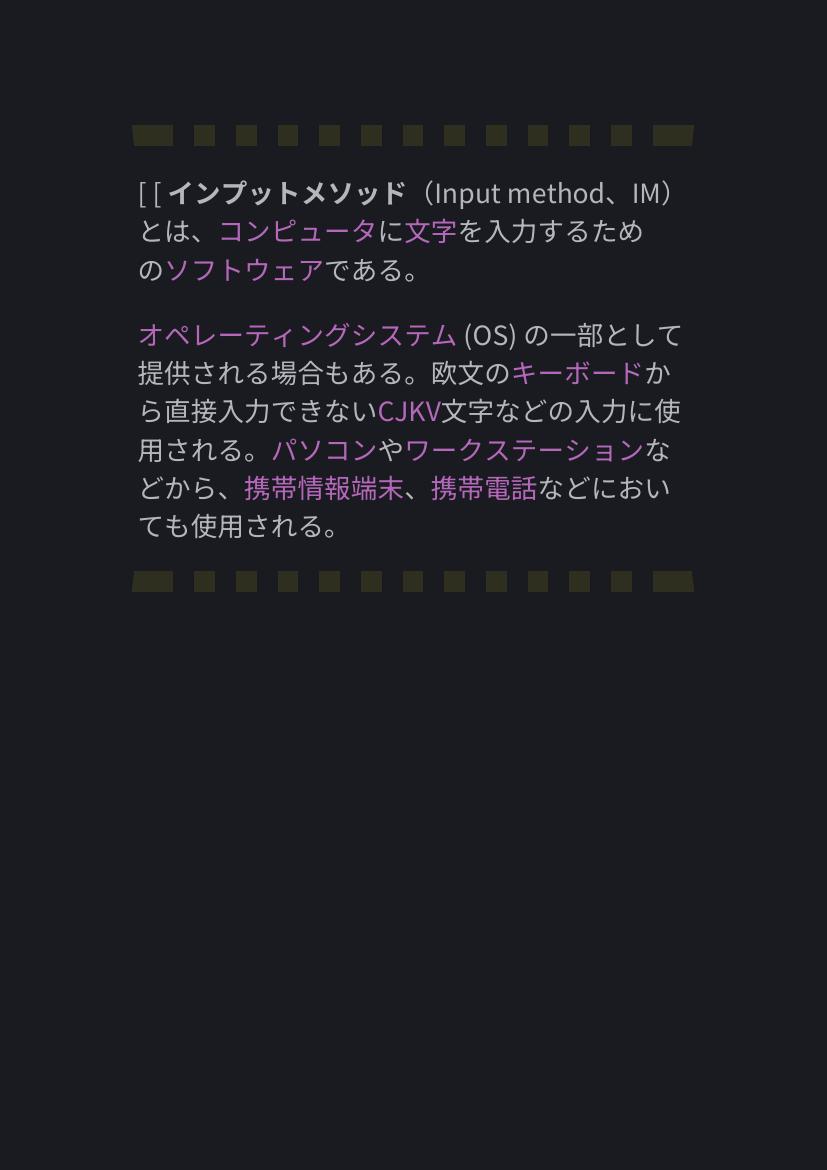 [ [ インプットメソッド（Input method、IM）
とは、コンピュータに文字を入力するため
のソフトウェアである。
オペレーティングシステム (OS) の一部として
提供される場合もある。欧文のキーボードか
ら直接入力できないCJKV文字などの入力に使
用される。パソコンやワークステーションな
どから、携帯情報端末、携帯電話などにおい
ても使用される。